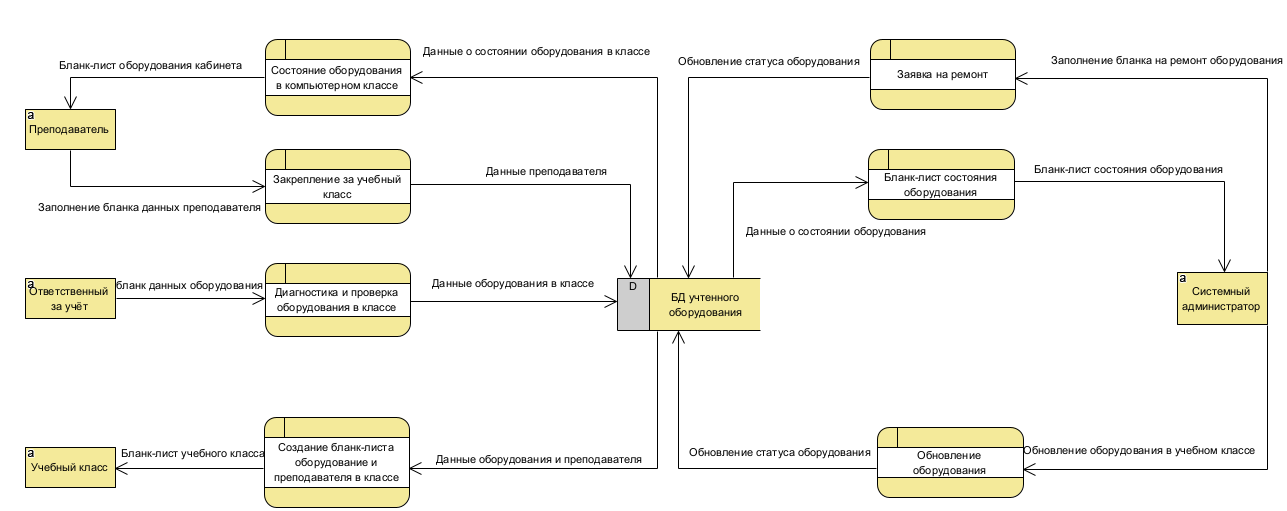 Данные о состоянии оборудования в классе
Обновление статуса оборудования
Заполнение бланка на ремонт оборудования
Бланк-лист оборудования кабинета
Состояние оборудования
в компьютерном классе
Заявка на ремонт
a
Преподаватель
Закрепление за учебный
класс
Данные преподавателя
Бланк-лист состояния
оборудования
Бланк-лист состояния оборудования
Заполнение бланка данных преподавателя
Данные о состоянии оборудования
a
Ответственный
за учёт
бланк данных оборудования
Диагностика и проверка
оборудования в классе
Данные оборудования в классе
D
БД учтенного
оборудования
a
Системный
администратор
a
Учебный класс
Бланк-лист учебного класса
Создание бланк-листа
оборудование и
преподавателя в классе
Данные оборудования и преподавателя
Обновление статуса оборудования
Обновление
оборудования
Обновление оборудования в учебном классе